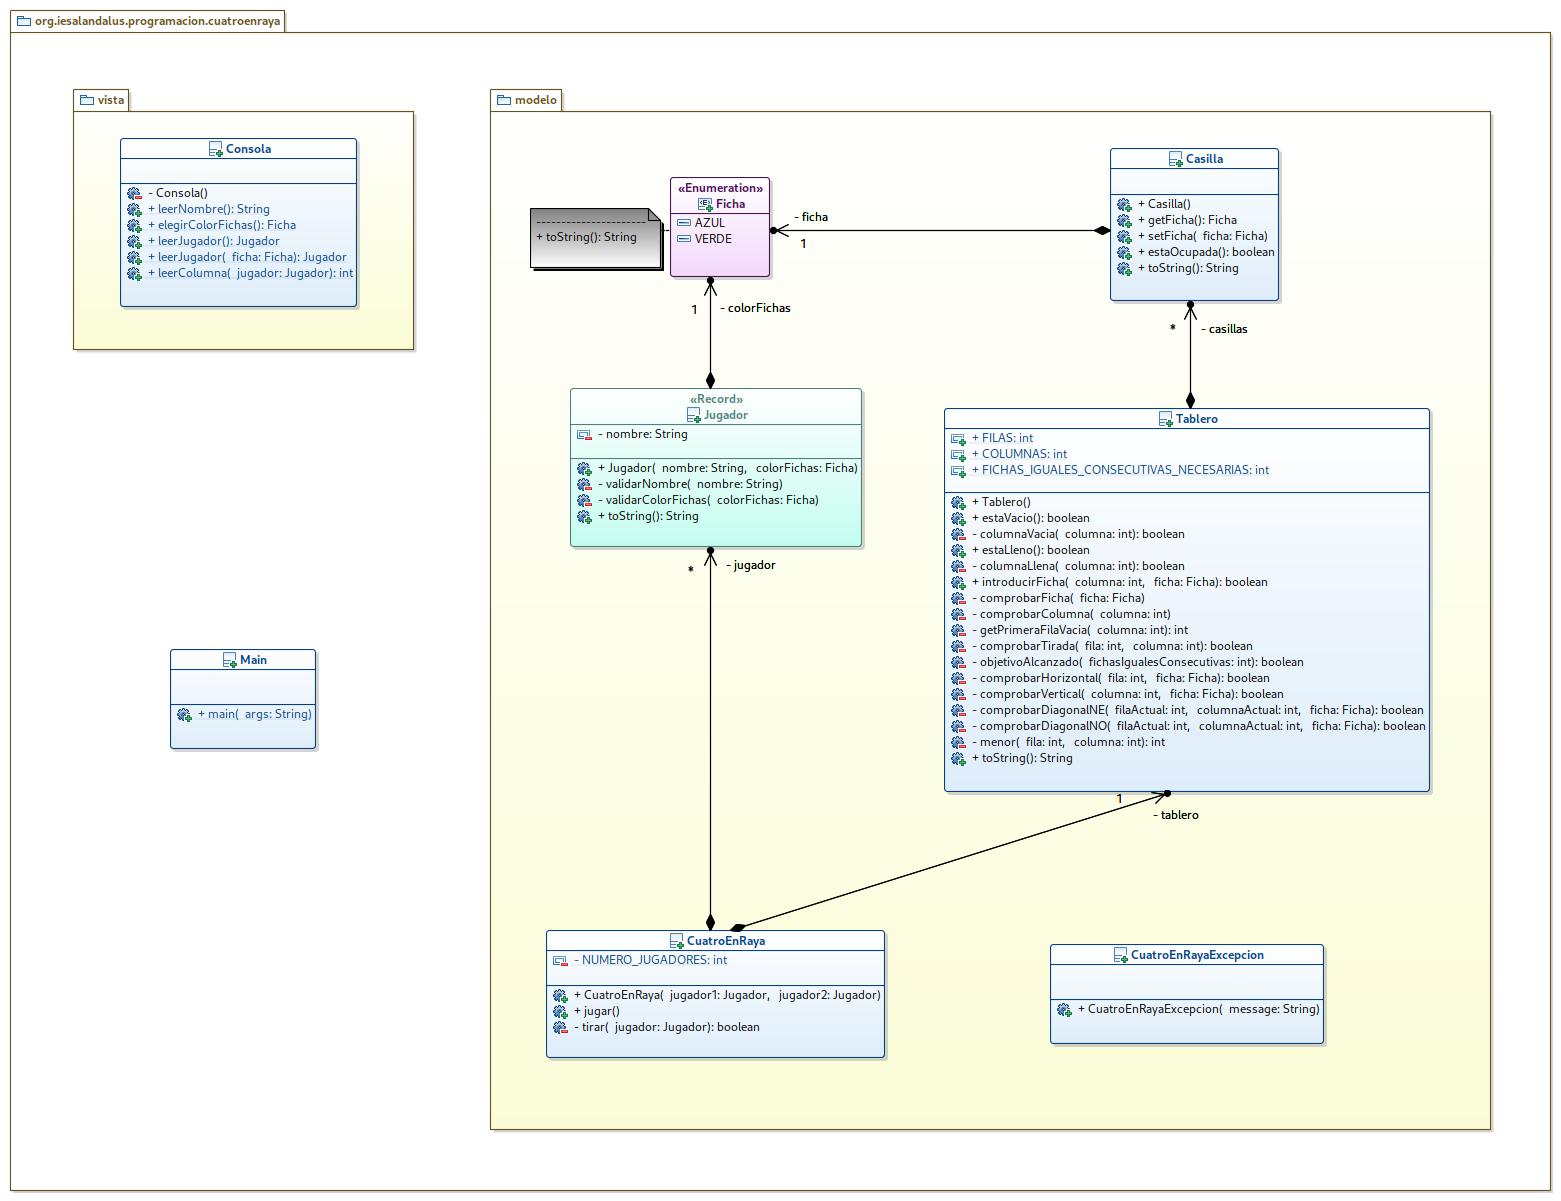 org.iesalandalus.programacion.cuatroenraya
vista
Consola
- Consola()
+ leerNombre(): String
+ elegirColorFichas(): Ficha
+ leerJugador(): Jugador
+ leerJugador( ficha: Ficha): Jugador
+ leerColumna( jugador: Jugador): int
Main
+ main( args: String)
modelo
«Enumeration»
Ficha
AZUL
VERDE
+ toString(): String
- ficha
1
Casilla
+ Casilla()
+ getFicha(): Ficha
+ setFicha( ficha: Ficha)
+ estaOcupada(): boolean
+ toString(): String
1
- colorFichas
* - casillas
«Record»
Jugador
- nombre: String
+ Jugador( nombre: String, colorFichas: Ficha)
- validarNombre( nombre: String)
- validarColorFichas( colorFichas: Ficha)
+ toString(): String
* - jugador
Tablero
+ FILAS: int
+ COLUMNAS: int
+ FICHAS_IGUALES_CONSECUTIVAS_NECESARIAS: int
+ Tablero()
+ estaVacio(): boolean
- columnaVacia( columna: int): boolean
+ estaLleno(): boolean
- columnaLlena( columna: int): boolean
+ introducirFicha( columna: int, ficha: Ficha): boolean
- comprobarFicha( ficha: Ficha)
- comprobarColumna( columna: int)
- getPrimeraFilaVacia( columna: int): int
- comprobarTirada( fila: int, columna: int): boolean
- objetivoAlcanzado( fichasIgualesConsecutivas: int): boolean
- comprobarHorizontal( fila: int, ficha: Ficha): boolean
- comprobarVertical( columna: int, ficha: Ficha): boolean
- comprobarDiagonalNE( filaActual: int, columnaActual: int, ficha: Ficha): boolean
- comprobarDiagonalNO( filaActual: int, columnaActual: int, ficha: Ficha): boolean
- menor( fila: int, columna: int): int
+ toString(): String
1
- tablero
CuatroEnRaya
- NUMERO_JUGADORES: int
+ CuatroEnRaya( jugador1: Jugador, jugador2: Jugador)
+ jugar()
- tirar( jugador: Jugador): boolean
CuatroEnRayaExcepcion
+ CuatroEnRayaExcepcion( message: String)